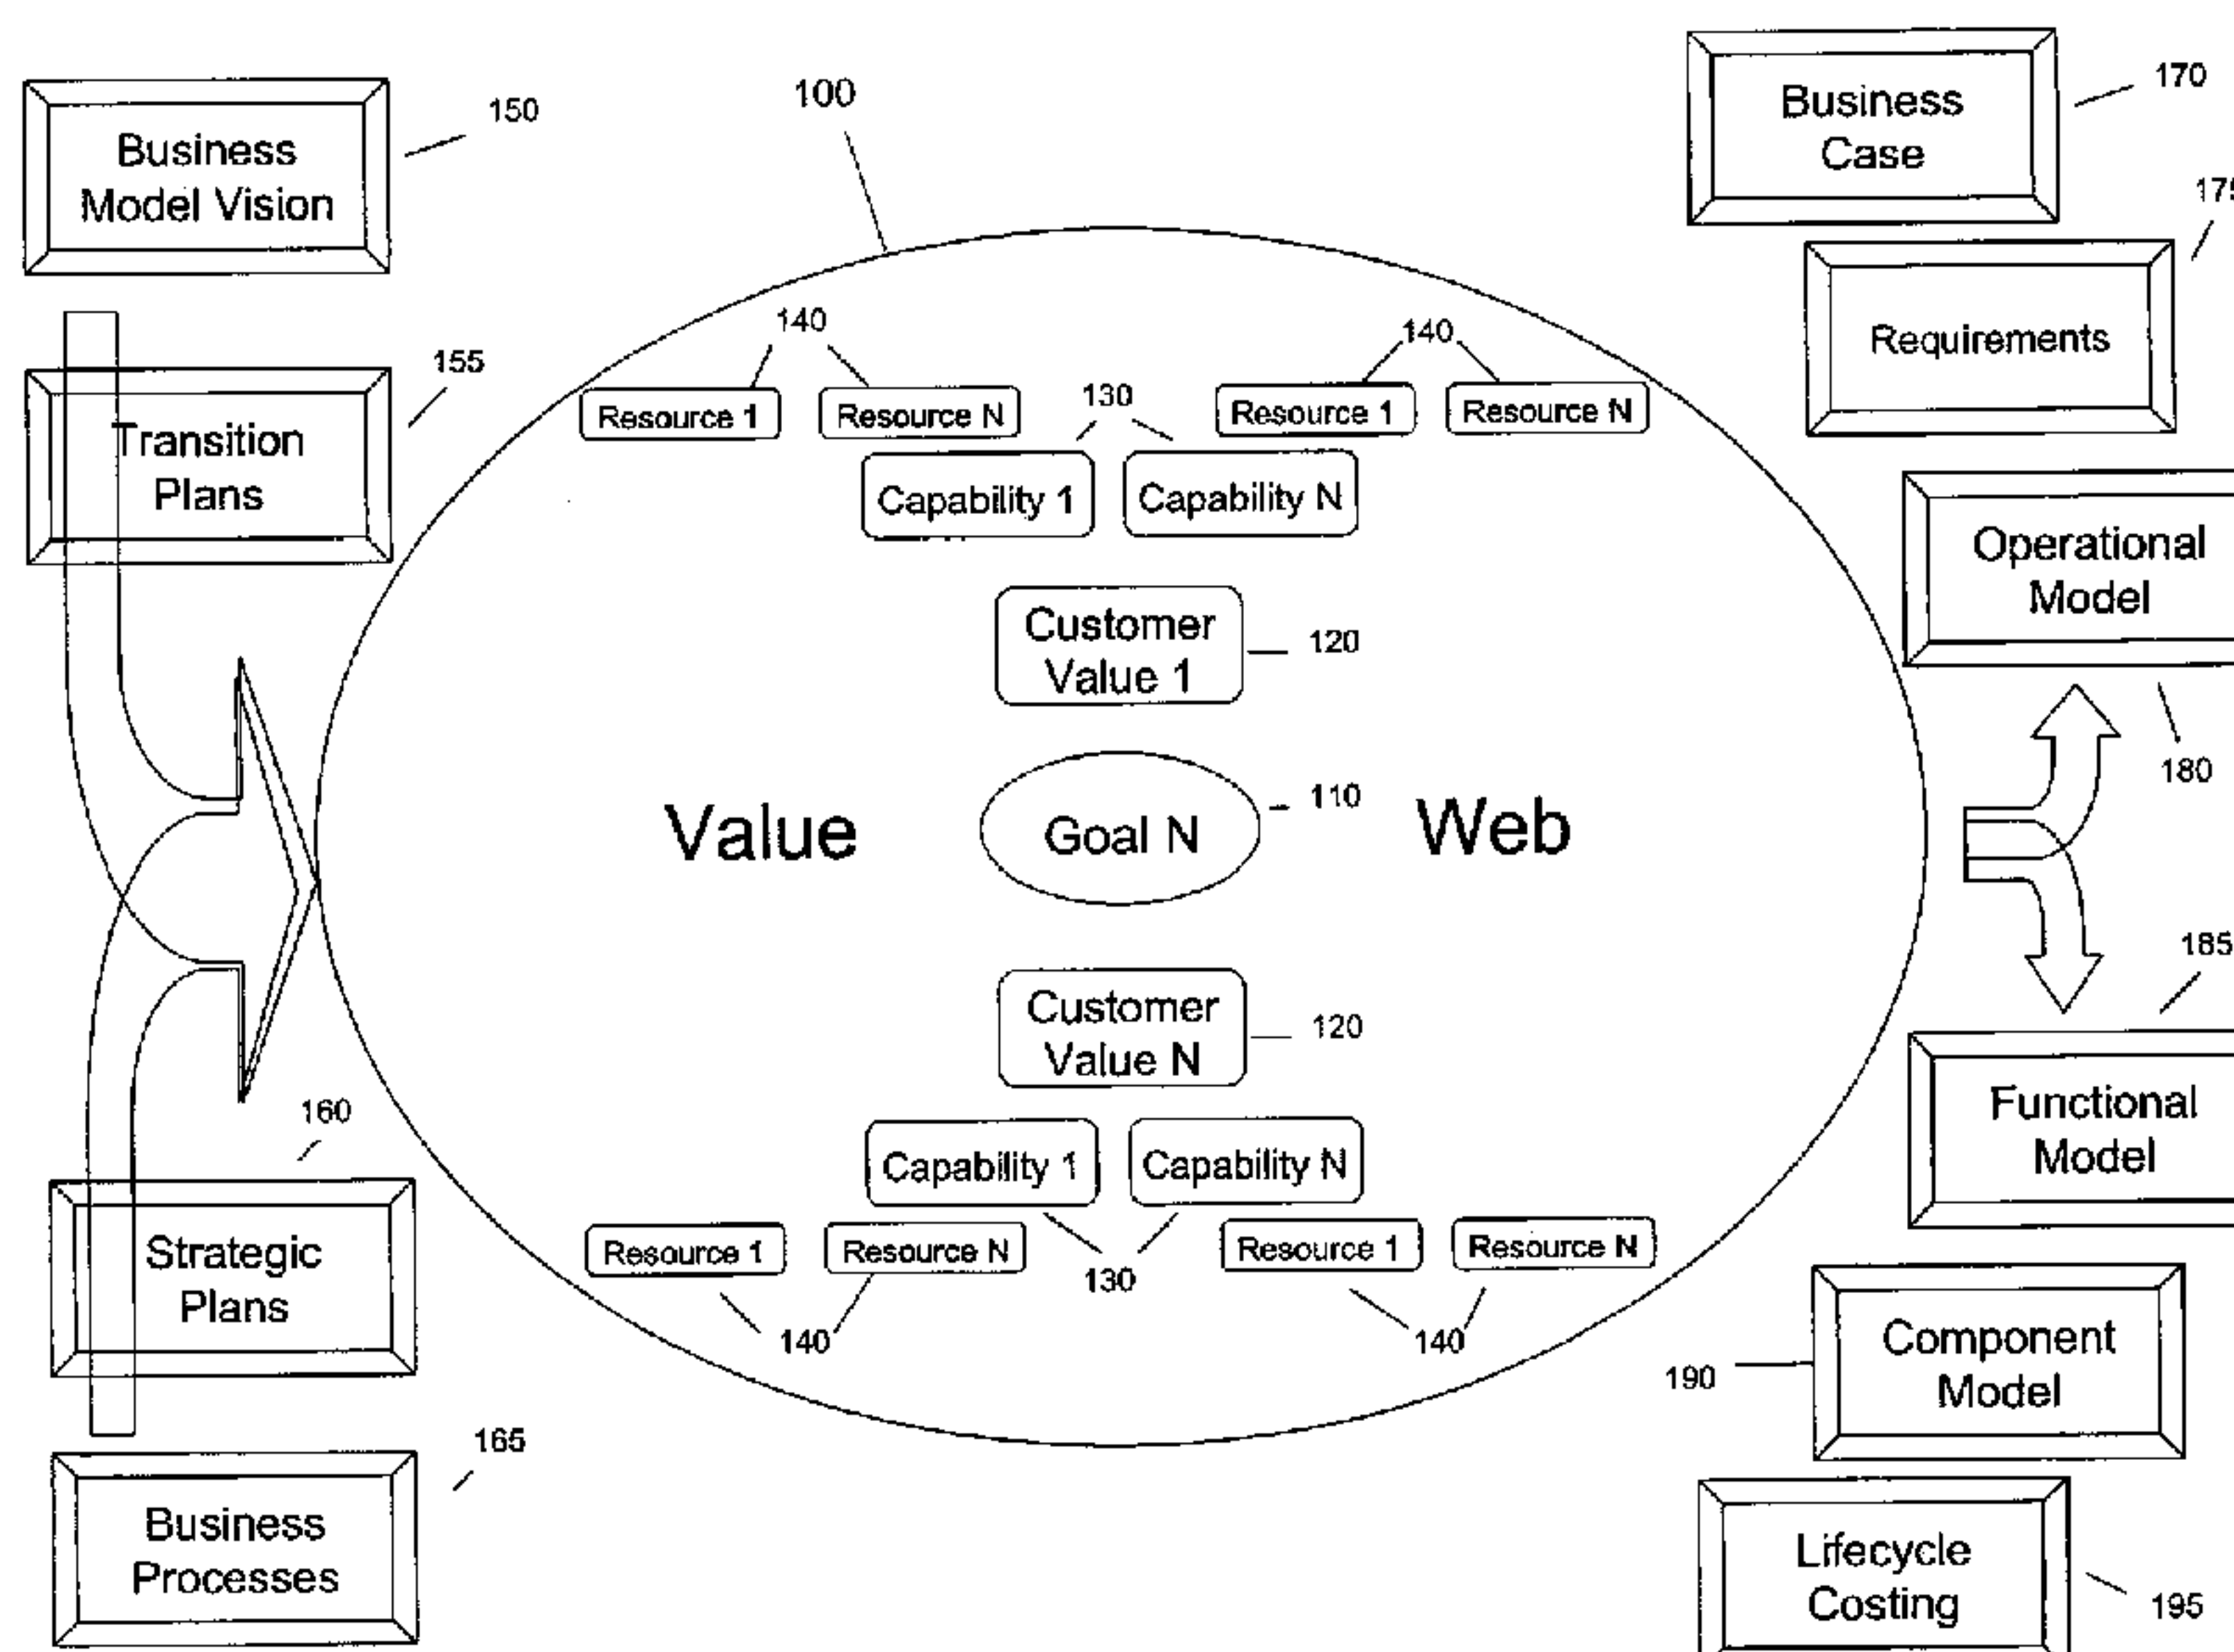 Business
Model Vision
150
Transition
Plans
155
160
Strategic
Plans
165
Business
Processes
100
140
140
Resource 1
Resource N
130
Resource 1
Resource N
Capability 1
Capability N
Customer
Value 1
120
Value
Goal N
110
Web
Customer
Value N
120
Capability 1
Capability N
Resource 1
Resource N
130
Resource 1
Resource N
140
140
Business
Case
170
175
Requirements
Operational
Model
180
185
Functional
Model
Component
Model
190
Lifecycle
Costing
195